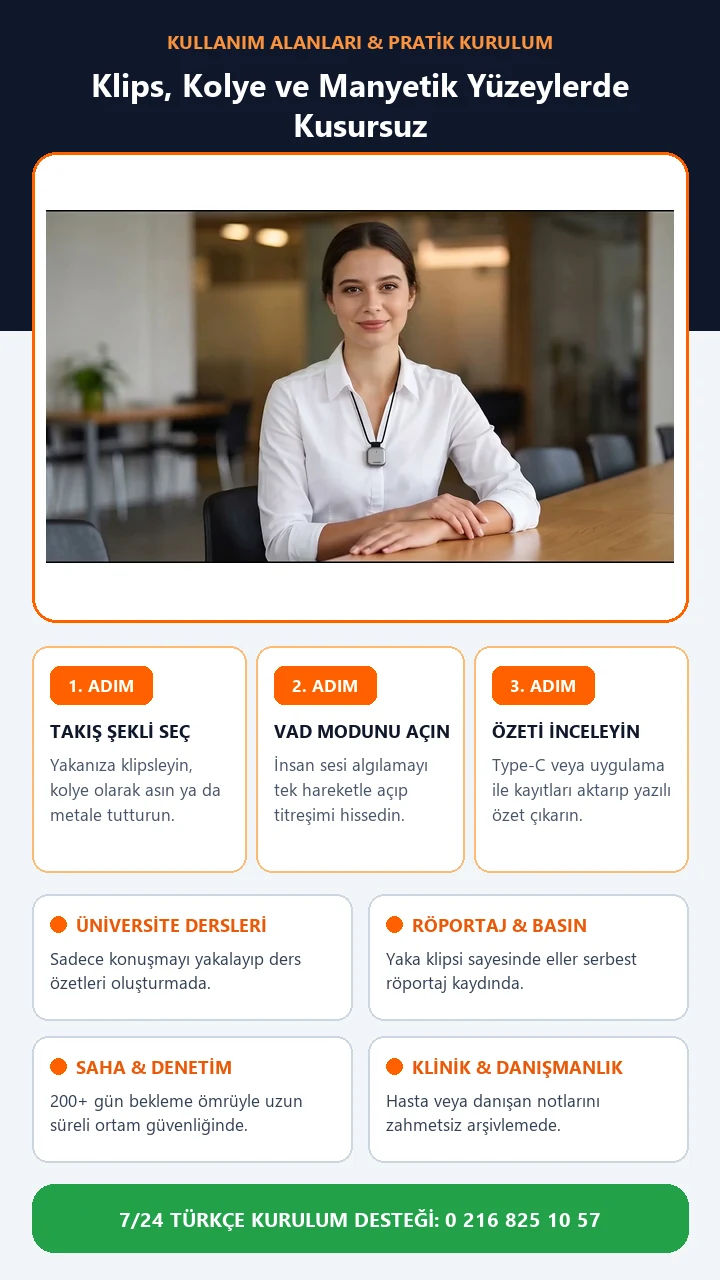 KULLANIM ALANLARI & PRATİK KURULUM
Klips, Kolye ve Manyetik Yüzeylerde
Kusursuz
1. ADIM
TAKIŞ ŞEKLİ SEÇ
Yakanıza klipsleyin,
kolye olarak asın ya da
metale tutturun.
2. ADIM
VAD MODUNU AÇIN
İnsan sesi algılamayı
tek hareketle açıp
titreşimi hissedin.
3. ADIM
ÖZETİ İNCELEYİN
Type-C veya uygulama
ile kayıtları aktarıp yazılı
özet çıkarın.
ÜNİVERSİTE DERSLERİ
Sadece konuşmayı yakalayıp ders
özetleri oluşturmada.
RÖPORTAJ & BASIN
Yaka klipsi sayesinde eller serbest
röportaj kaydında.
SAHA & DENETİM
200+ gün bekleme ömrüyle uzun
süreli ortam güvenliğinde.
KLİNİK & DANIŞMANLIK
Hasta veya danışan notlarını
zahmetsiz arşivlemede.
7/24 TÜRKÇE KURULUM DESTEĞİ: 0 216 825 10 57